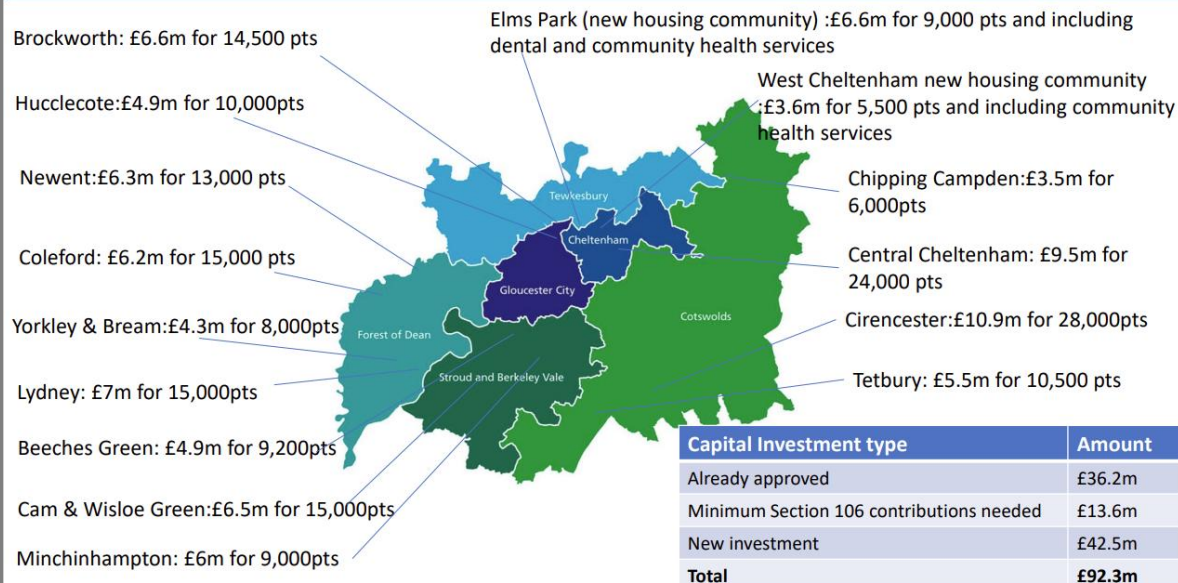 Brockworth: £6.6m for 14,500 pts
Hucclecote:£4.9m for 10,000pts
Newent:£6.3m for 13,000 pts
Coleford: £6.2m for 15,000 pts
Yorkley & Bream:£4.3m for 8,000pts
Lydney: £7m for 15,000pts
Beeches Green: £4.9m for 9,200pts
Cam & Wisloe Green:£6.5m for 15,000pts
Minchinhampton: £6m for 9,000pts
Elms Park (new housing community) :£6.6m for 9,000 pts and including
dental and community health services
West Cheltenham new housing community
:£3.6m for 5,500 pts and including community
health services
Chipping Campden:£3.5m for
6,000pts
Central Cheltenham: £9.5m for
24,000 pts
Cirencester:£10.9m for 28,000pts
Tetbury: £5.5m for 10,500 pts
Tewkesbury
Cheltenham
Gloucester City
Forest of Dean
Cotswolds
Stroud and Berkeley Vale
Capital Investment type Amount
Already approved £36.2m
Minimum Section 106 contributions needed £13.6m
New investment £42.5m
Total £92.3m